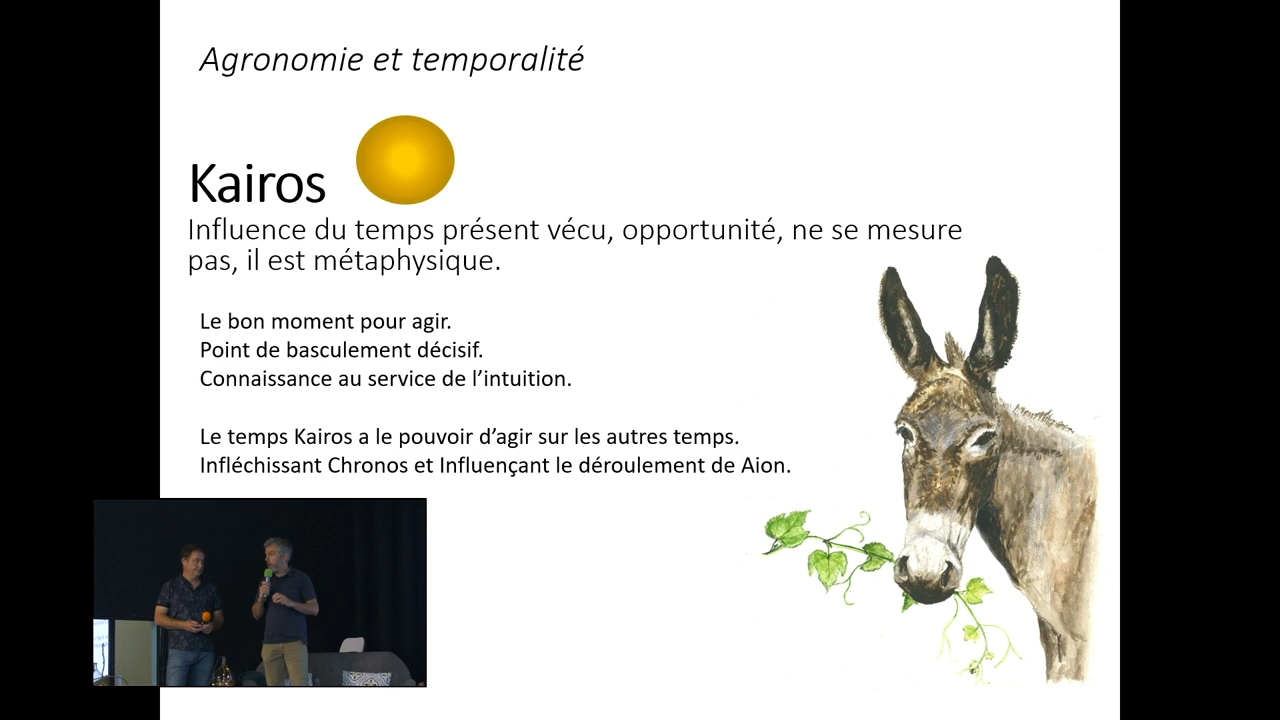 Agronomie et temporalité
Kairos
Influence du temps présent vécu, opportunité, ne se mesure
pas, il est métaphysique.
Le bon moment pour agir.
Point de basculement décisif.
Connaissance au service de l’intuition.
Le temps Kairos a le pouvoir d’agir sur les autres temps.
Infléchissant Chronos et Influençant le déroulement de Aion.